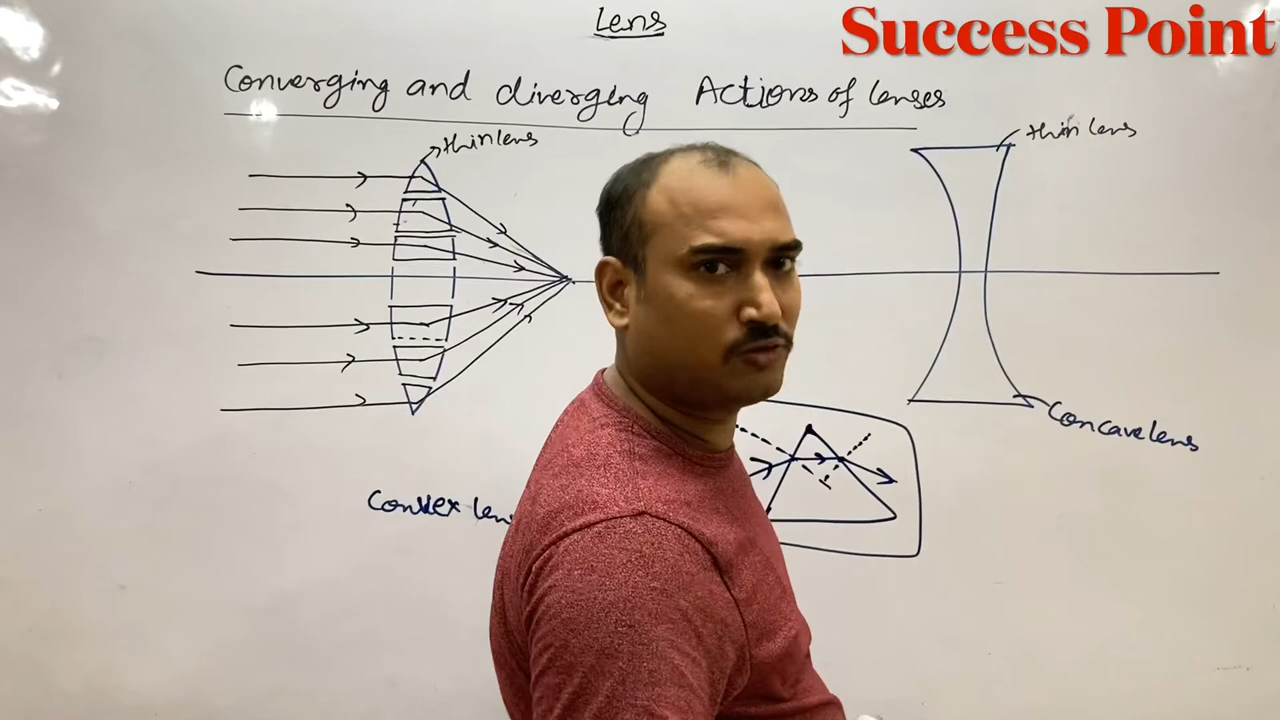 Lens
Success Point
Converging and diverging Actions of lenses
thin lens
thin lens
Concave lens
Convex len